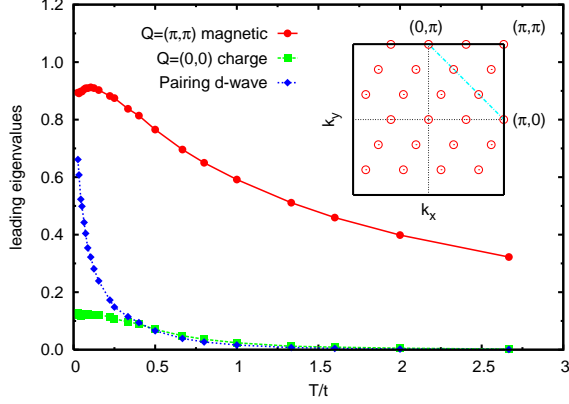 1.2
1.0
0.8
0.6
0.4
0.2
0.0
leading eigenvalues
Q=(π,π) magnetic
Q=(0,0) charge
Pairing d-wave
(0,π)
(π,π)
(π,0)
k_y
k_x
0
0.5
1
1.5
2
2.5
3
T/t